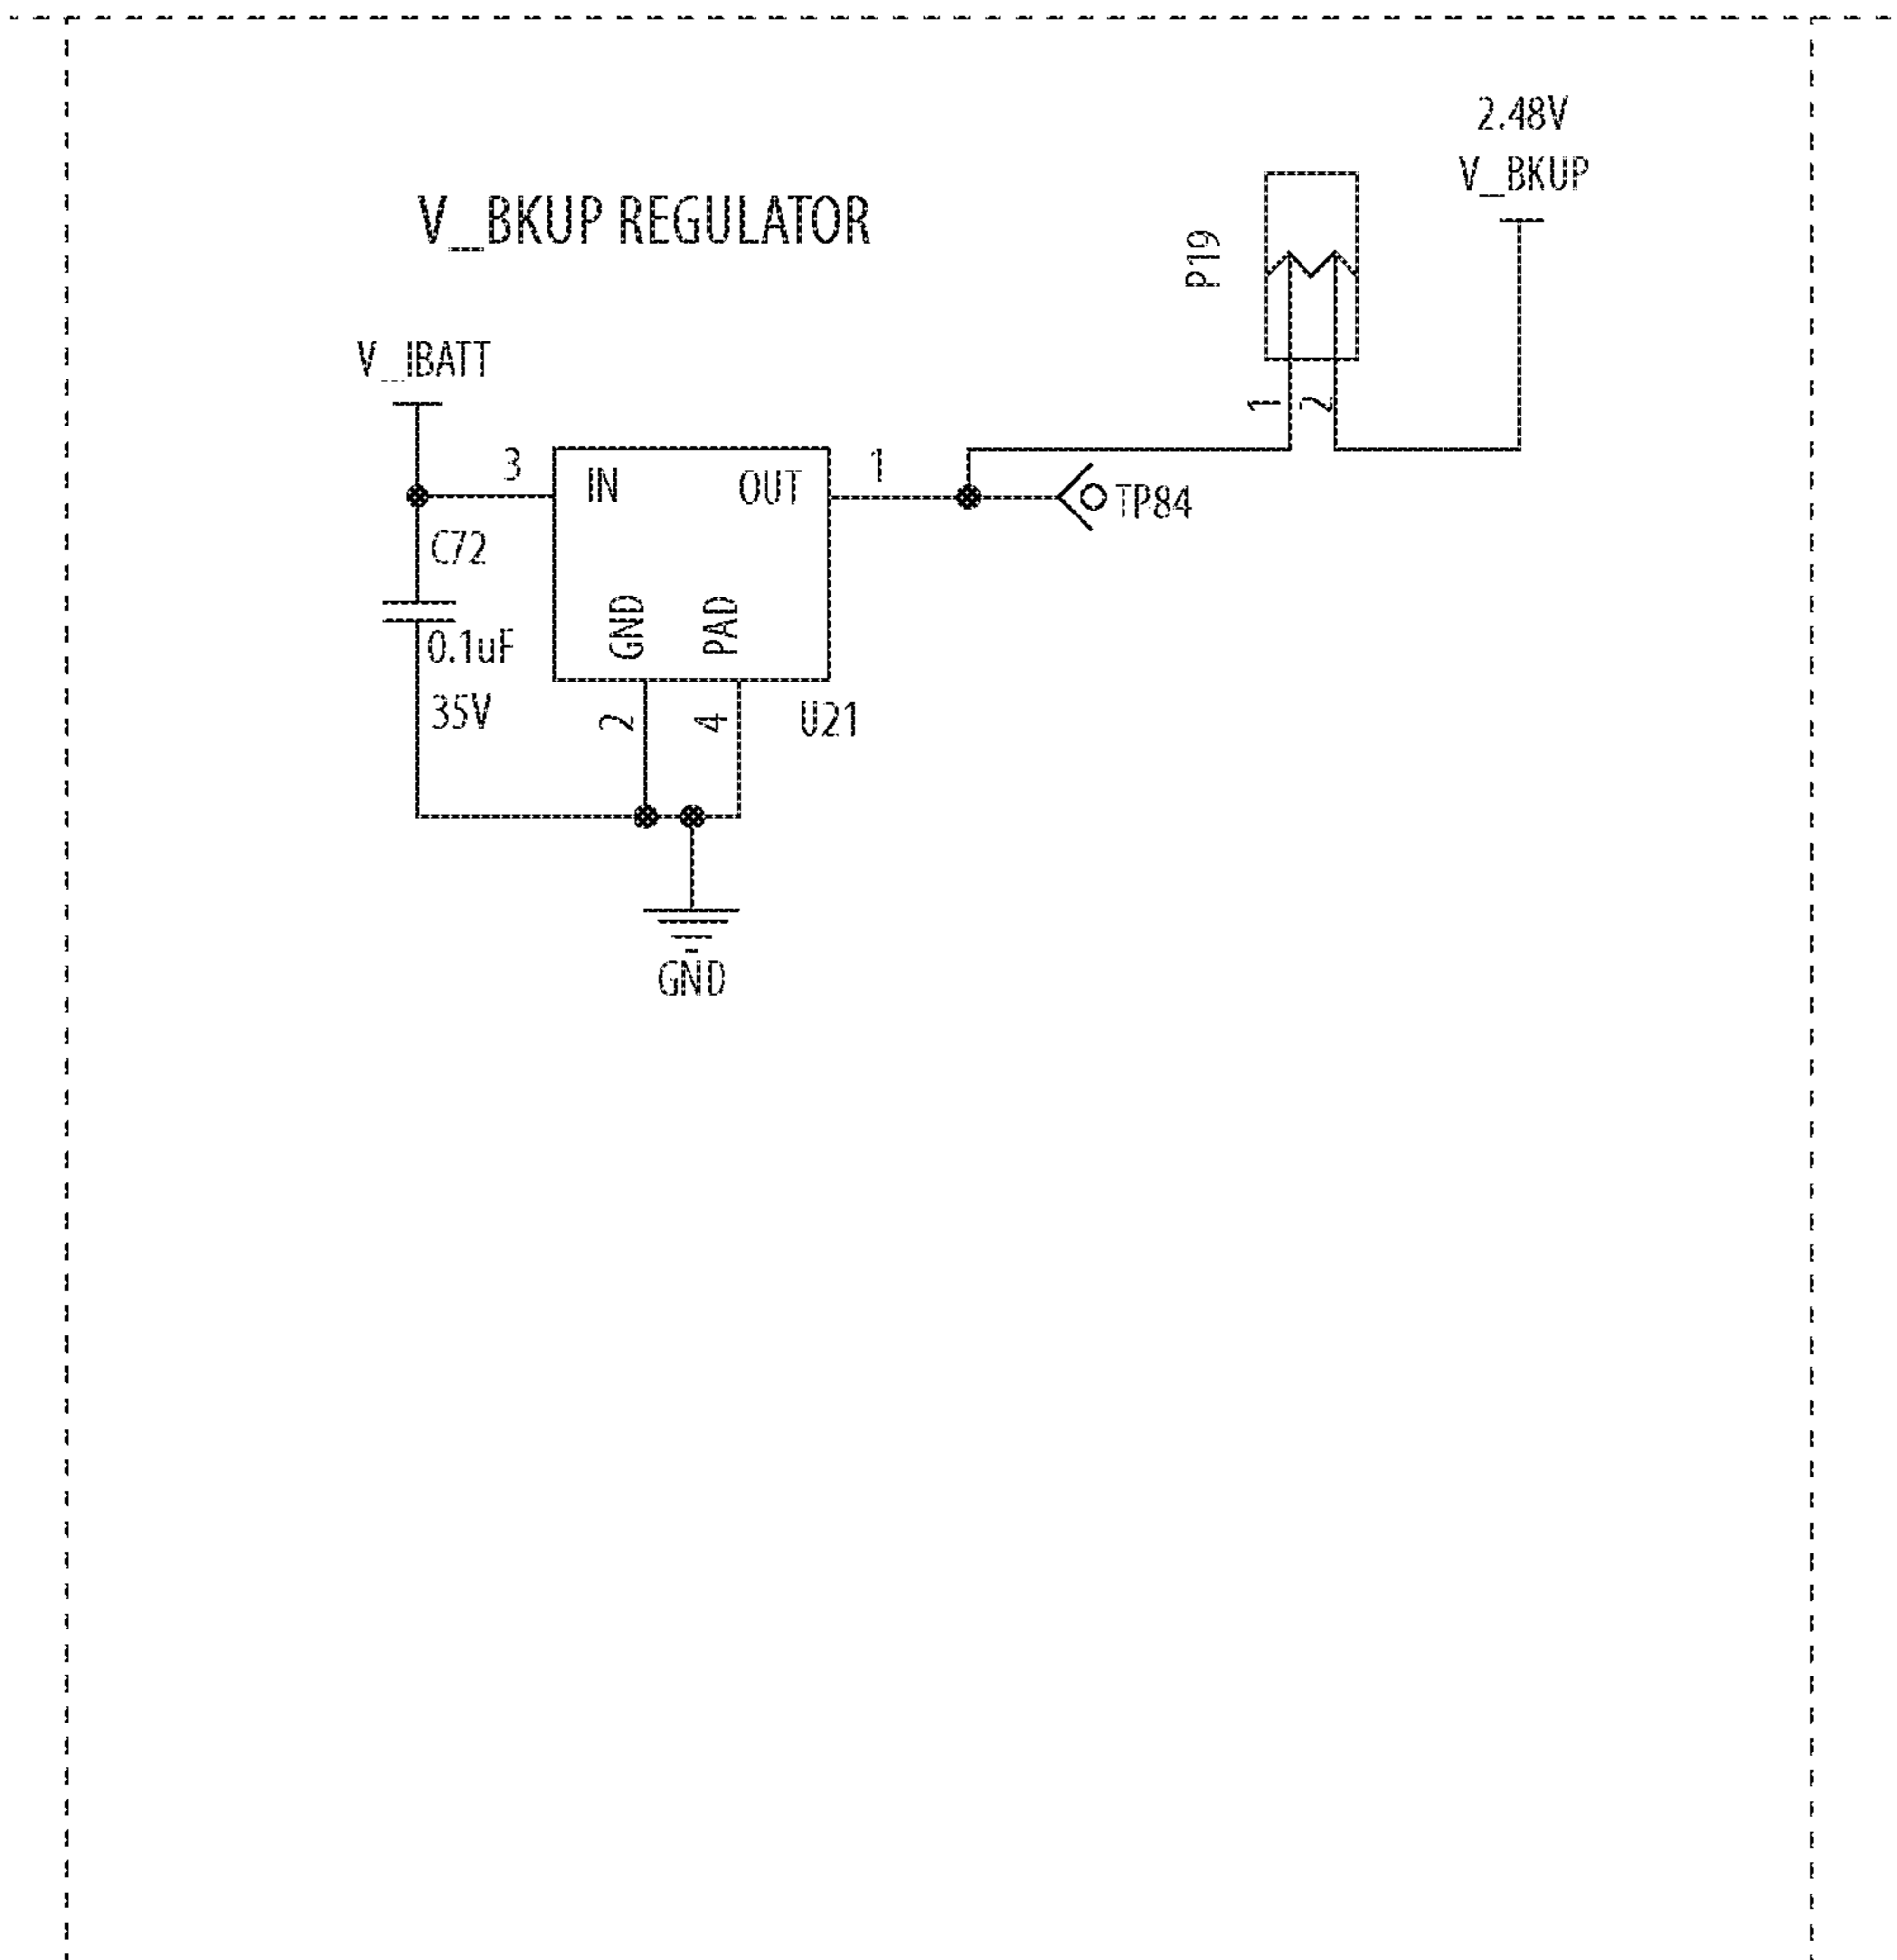 2.48V
V_BKUP
V_BKUP REGULATOR
P19
V_IBATT
1
2
3
IN
OUT
1
TP84
C72
GND
PAD
0.1uF
35V
2
4
U21
GND